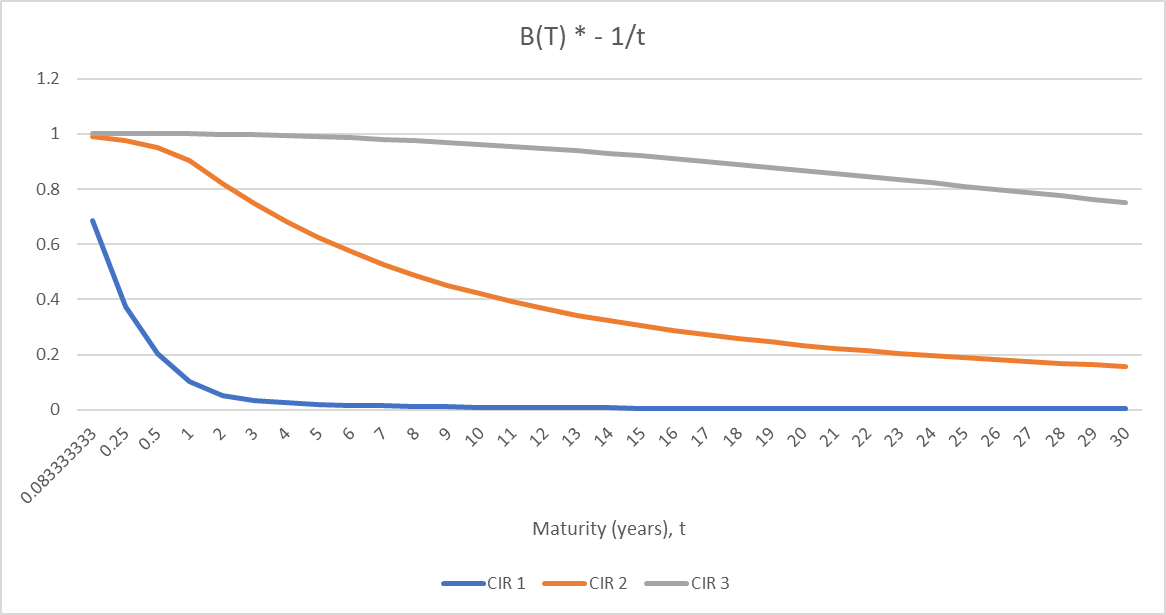 B(T) * - 1/t
1.2
1
0.8
0.6
0.4
0.2
0
0.083333333 0.25 0.5 1 2 3 4 5 6 7 8 9 10 11 12 13 14 15 16 17 18 19 20 21 22 23 24 25 26 27 28 29 30
Maturity (years), t
CIR 1 CIR 2 CIR 3